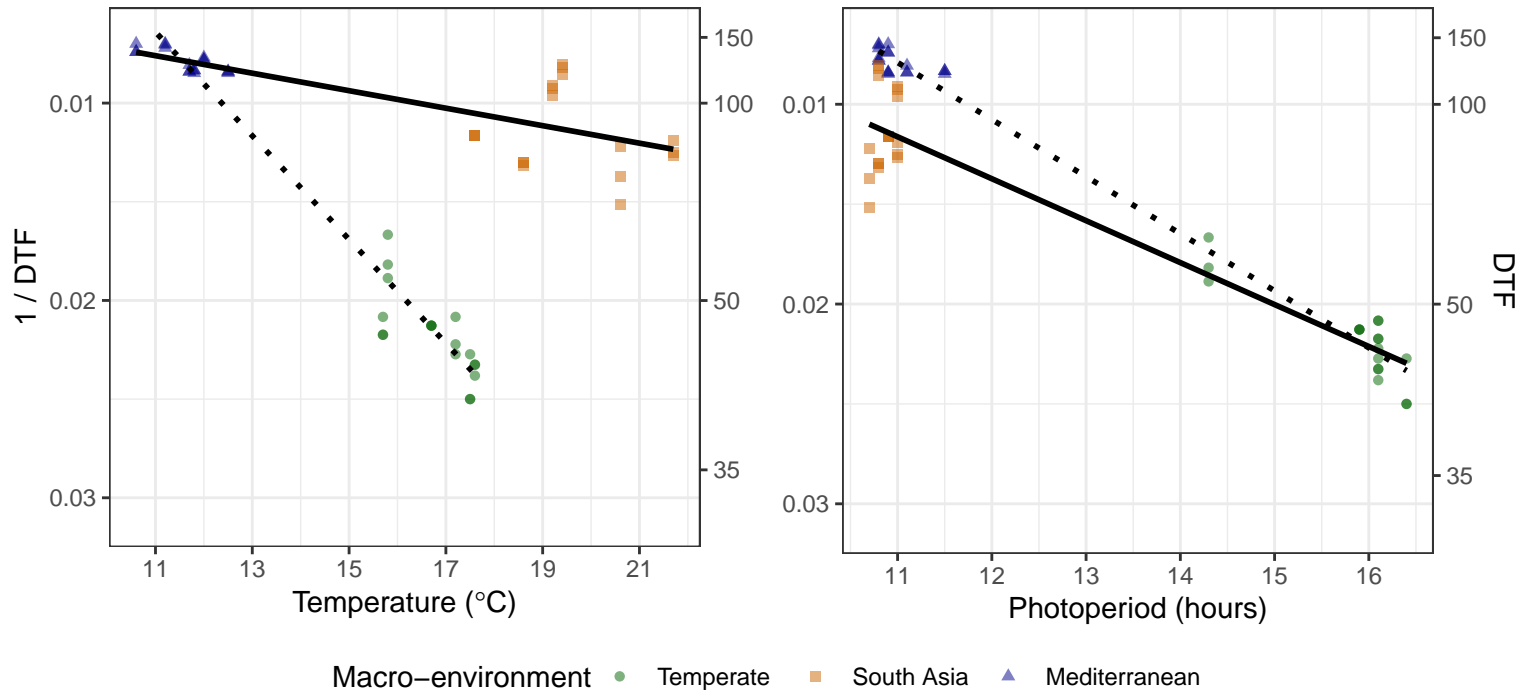 1 / DTF
0.01
0.02
0.03
150
100
50
35
11 13 15 17 19 21
Temperature (°C)
0.01
0.02
0.03
150
100
50
35
DTF
11 12 13 14 15 16
Photoperiod (hours)
Macro−environment Temperate South Asia Mediterranean